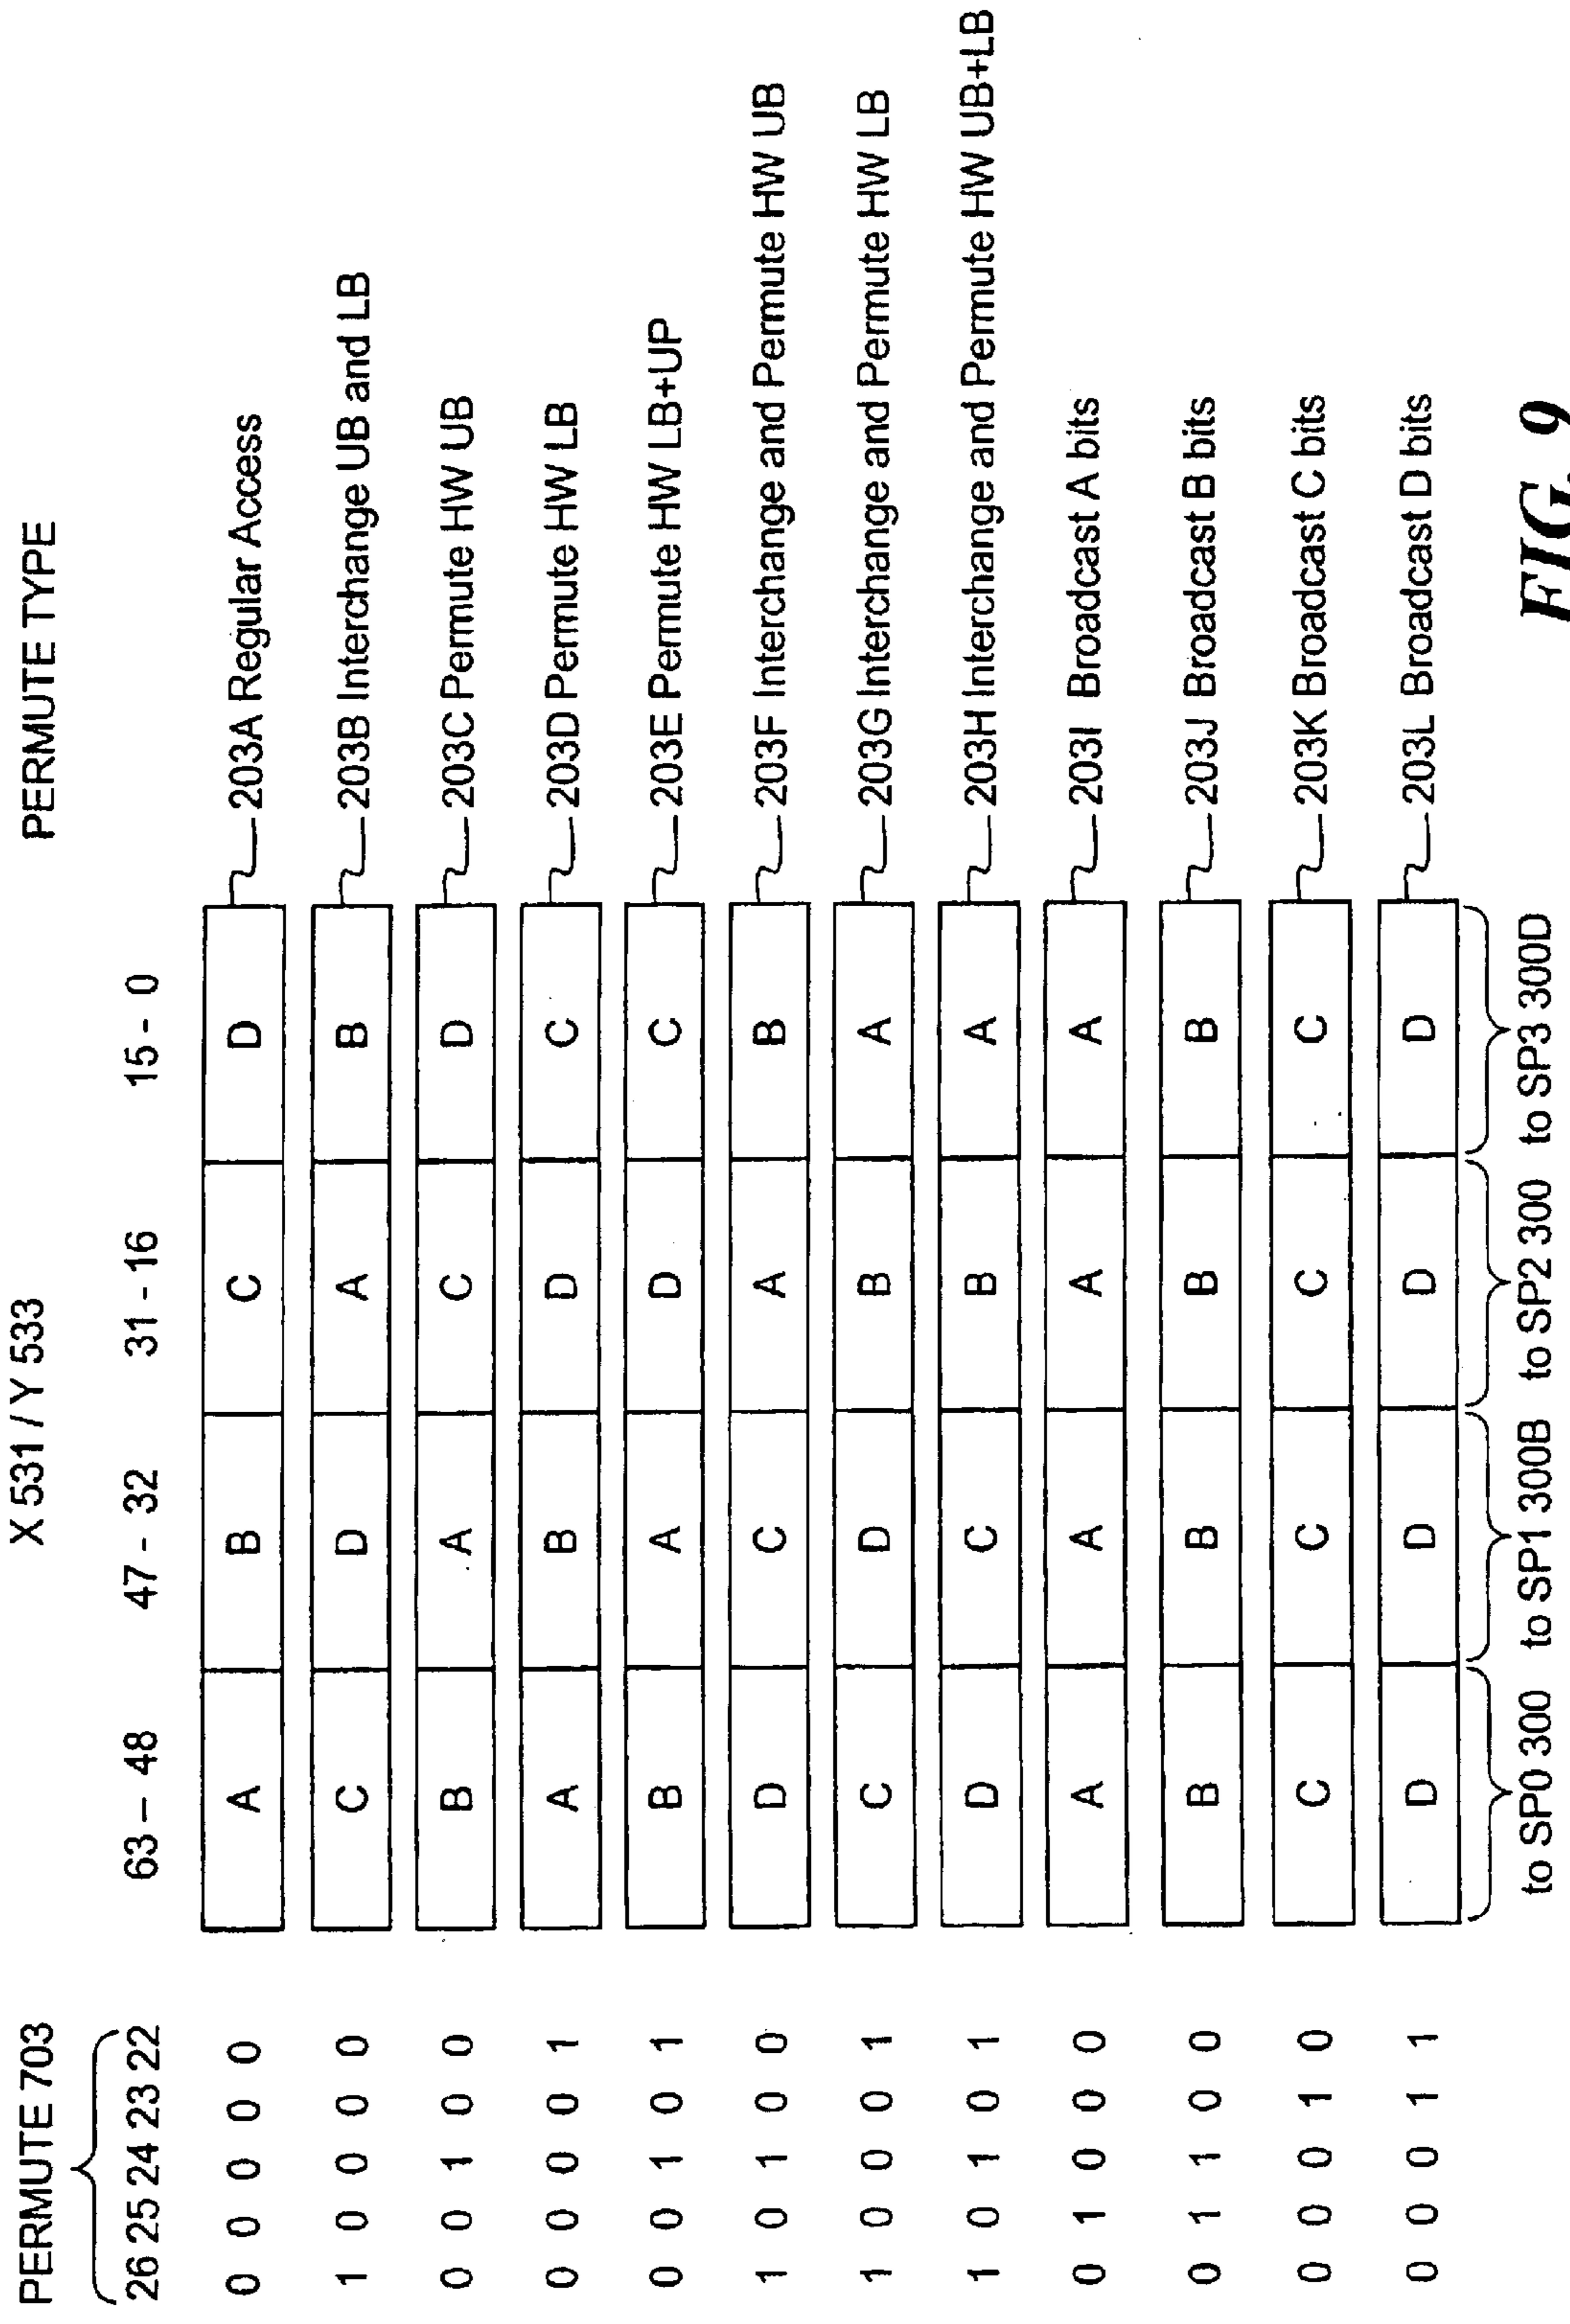 PERMUTE 703 X 531 / Y 533 PERMUTE TYPE
26 25 24 23 22 63 – 48 47 - 32 31 - 16 15 - 0
0 0 0 0 0 A B C D 203A Regular Access
1 0 0 0 0 C D A B 203B Interchange UB and LB
0 0 1 0 0 B A C D 203C Permute HW UB
0 0 0 0 1 A B D C 203D Permute HW LB
0 0 1 0 1 B A D C 203E Permute HW LB+UP
1 0 1 0 0 D C A B 203F Interchange and Permute HW UB
1 0 0 0 1 C D B A 203G Interchange and Permute HW LB
1 0 1 0 1 D C B A 203H Interchange and Permute HW UB+LB
0 1 0 0 0 A A A A 203I Broadcast A bits
0 1 1 0 0 B B B B 203J Broadcast B bits
0 0 0 1 0 C C C C 203K Broadcast C bits
0 0 0 1 1 D D D D 203L Broadcast D bits
to SP0 300 to SP1 300B to SP2 300 to SP3 300D
FIG. 9